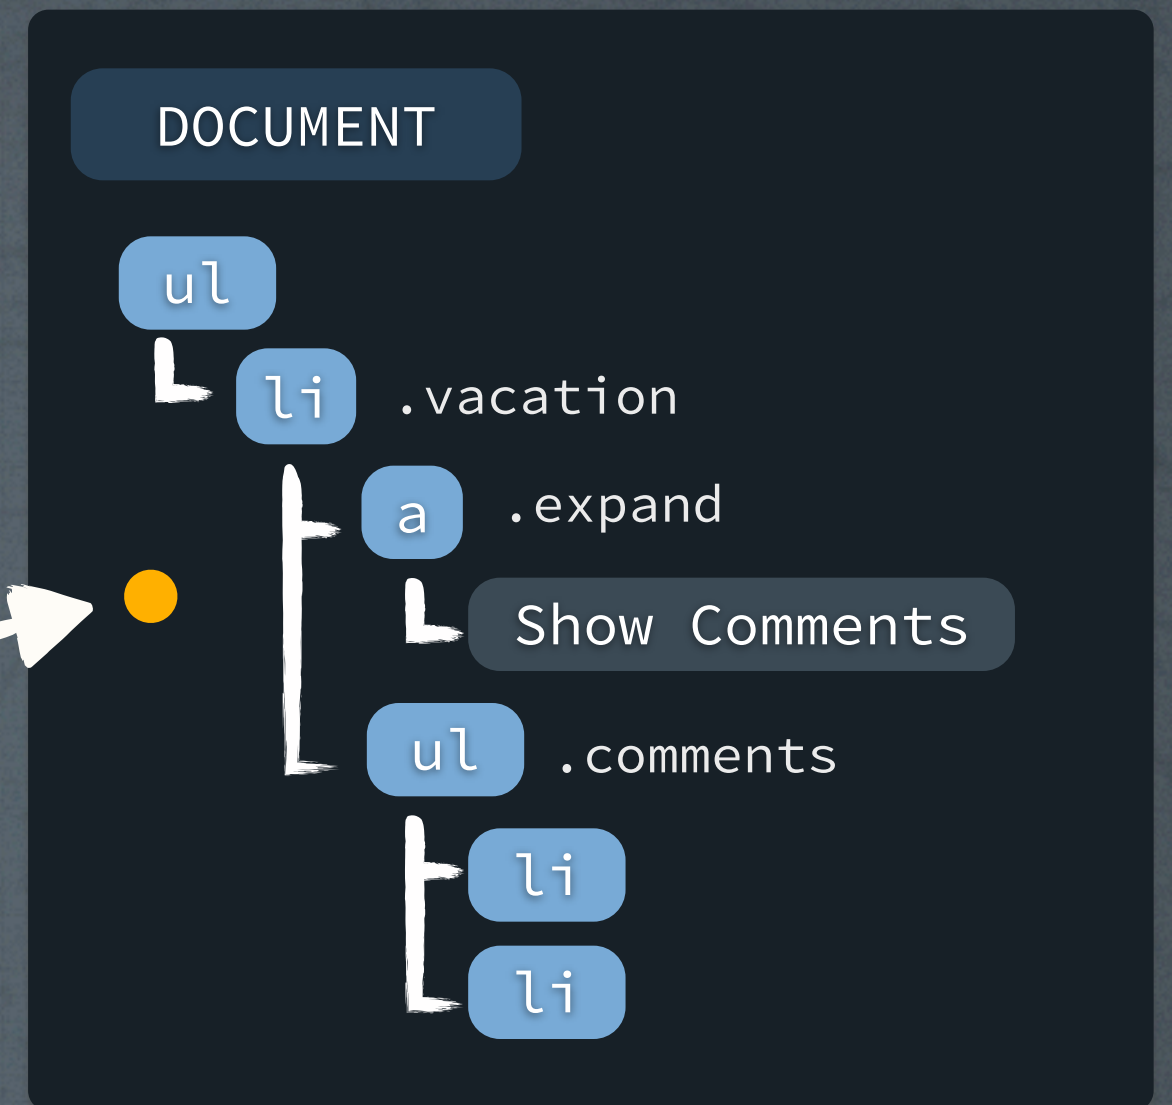 DOCUMENT
ul
li .vacation
a .expand
Show Comments
ul .comments
li
li